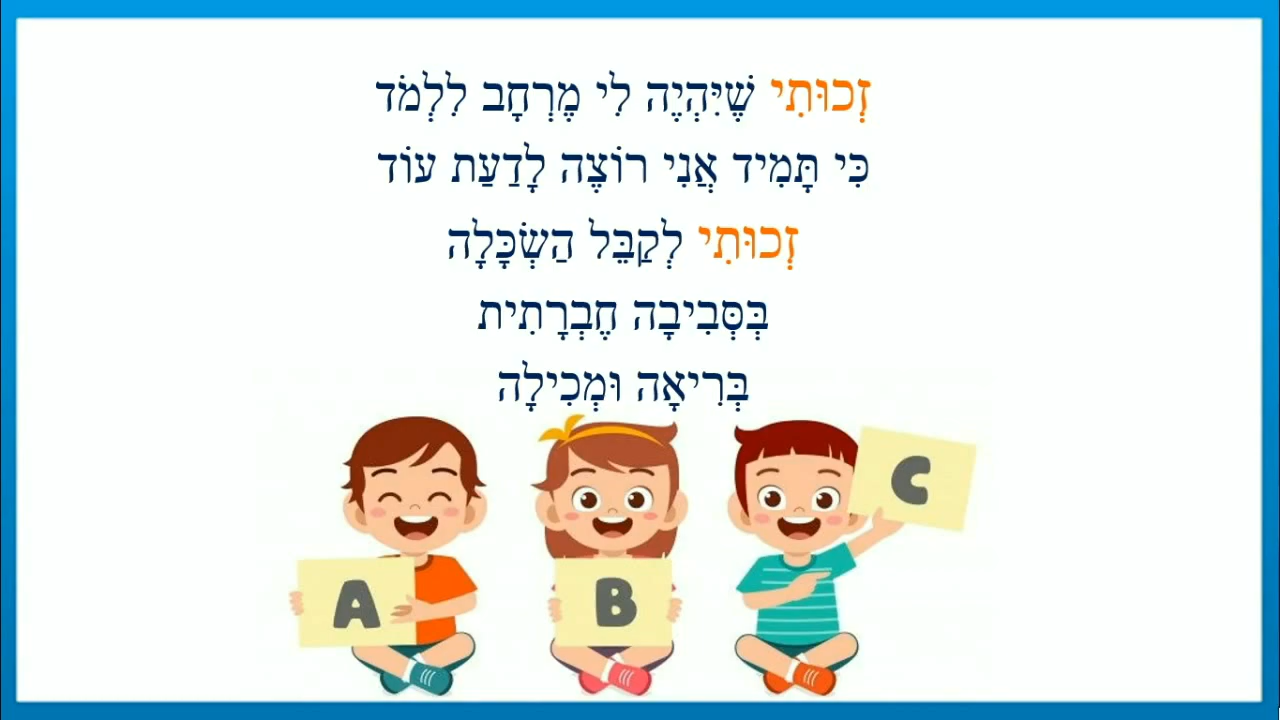 זְכוּתִי שֶׁיִּהְיֶה לִי מֶרְחָב לִלְמֹד
כִּי תָּמִיד אֲנִי רוֹצֶה לָדַעַת עוֹד
זְכוּתִי לְקַבֵּל הַשְׂכָּלָה
בְּסְּבִיבָה חֶבְרָתִית
בְּרִיאָה וּמְכִילָה
A B C